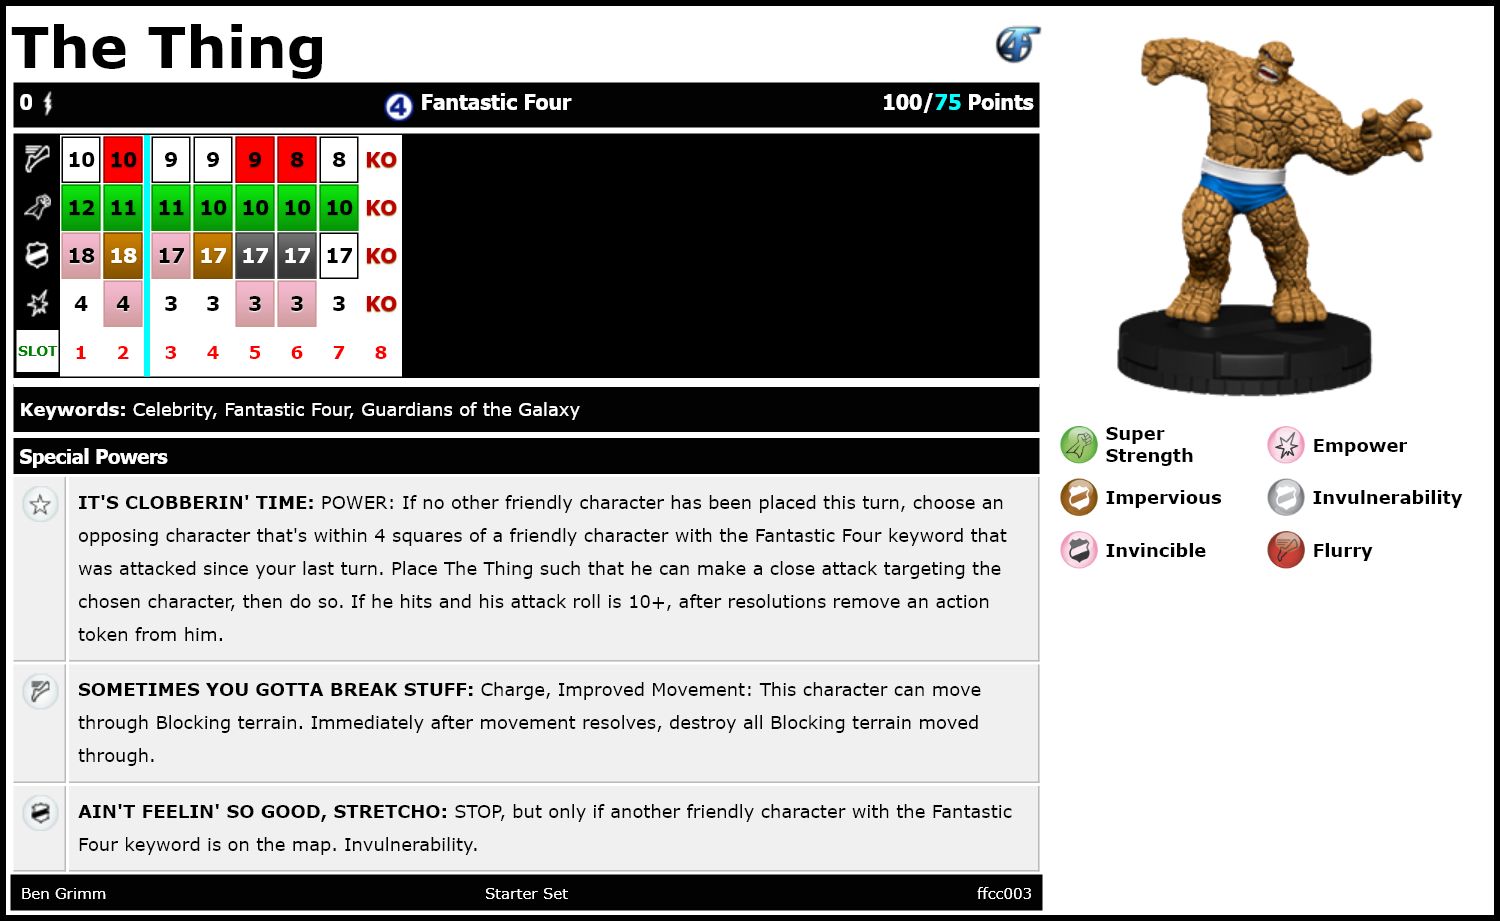 The Thing
0 4 Fantastic Four 100/75 Points
10 10 9 9 9 8 8 KO
12 11 11 10 10 10 10 KO
18 18 17 17 17 17 17 KO
4 4 3 3 3 3 3 KO
SLOT 1 2 3 4 5 6 7 8
Keywords: Celebrity, Fantastic Four, Guardians of the Galaxy
Special Powers
IT'S CLOBBERIN' TIME: POWER: If no other friendly character has been placed this turn, choose an
opposing character that's within 4 squares of a friendly character with the Fantastic Four keyword that
was attacked since your last turn. Place The Thing such that he can make a close attack targeting the
chosen character, then do so. If he hits and his attack roll is 10+, after resolutions remove an action
token from him.
SOMETIMES YOU GOTTA BREAK STUFF: Charge, Improved Movement: This character can move
through Blocking terrain. Immediately after movement resolves, destroy all Blocking terrain moved
through.
AIN'T FEELIN' SO GOOD, STRETCHO: STOP, but only if another friendly character with the Fantastic
Four keyword is on the map. Invulnerability.
Ben Grimm Starter Set ffcc003
Super
Strength
Empower
Impervious
Invulnerability
Invincible
Flurry